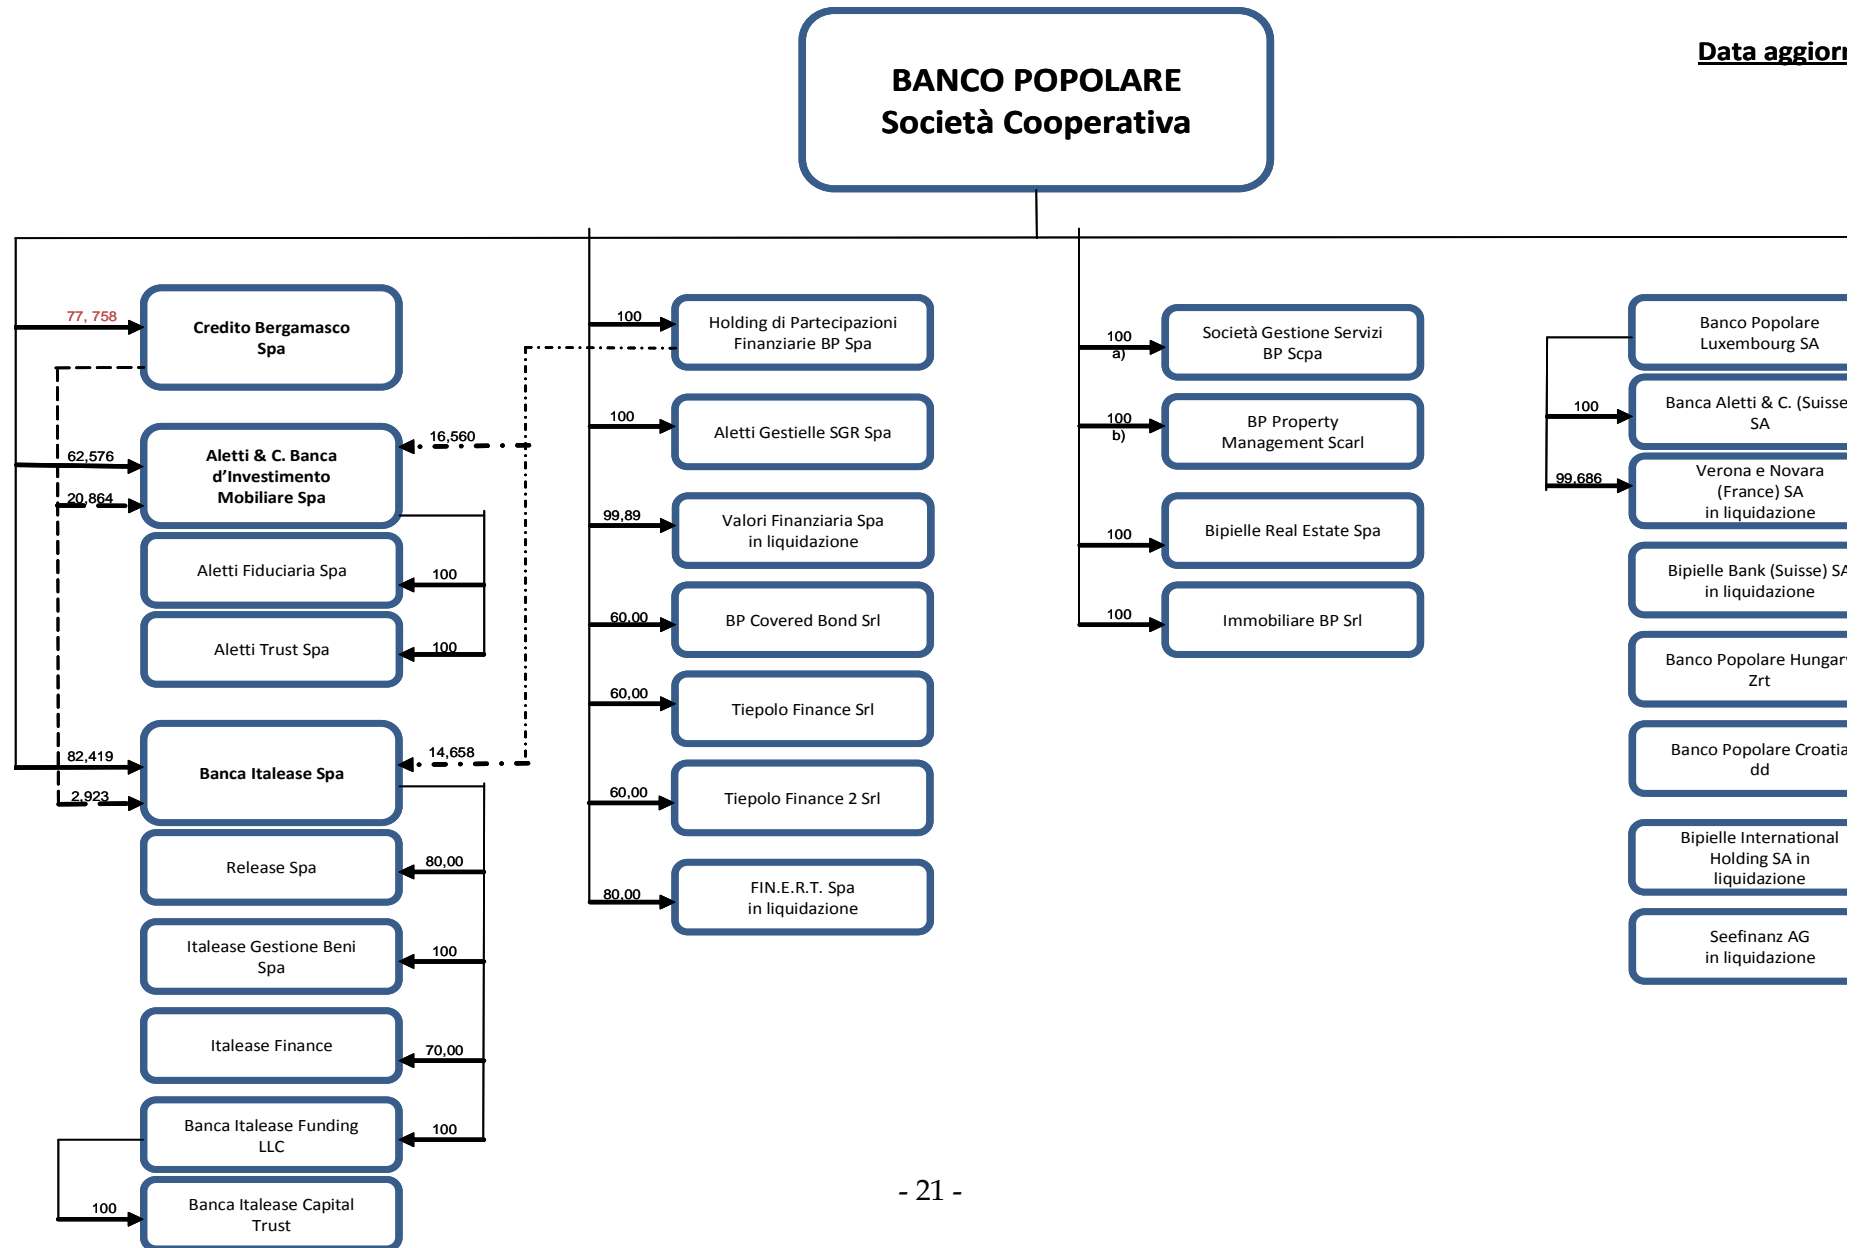 BANCO POPOLARE
Società Cooperativa
Data aggior
77, 758
Credito Bergamasco
Spa
62,576
20,864
16,560
Aletti & C. Banca
d'Investimento
Mobiliare Spa
Aletti Fiduciaria Spa
100
Aletti Trust Spa
100
82,419
2,923
14,658
Banca Italease Spa
Release Spa
80,00
Italease Gestione Beni
Spa
100
Italease Finance
70,00
Banca Italease Funding
LLC
100
100
Banca Italease Capital
Trust
100
Holding di Partecipazioni
Finanziarie BP Spa
100
Aletti Gestielle SGR Spa
99,89
Valori Finanziaria Spa
in liquidazione
60,00
BP Covered Bond Srl
60,00
Tiepolo Finance Srl
60,00
Tiepolo Finance 2 Srl
80,00
FIN.E.R.T. Spa
in liquidazione
100
a)
Società Gestione Servizi
BP Scpa
100
b)
BP Property
Management Scarl
100
Bipielle Real Estate Spa
100
Immobiliare BP Srl
Banco Popolare
Luxembourg SA
100
Banca Aletti & C. (Suisse
SA
99,686
Verona e Novara
(France) SA
in liquidazione
Bipielle Bank (Suisse) SA
in liquidazione
Banco Popolare Hungary
Zrt
Banco Popolare Croatia
dd
Bipielle International
Holding SA in
liquidazione
Seefinanz AG
in liquidazione
- 21 -